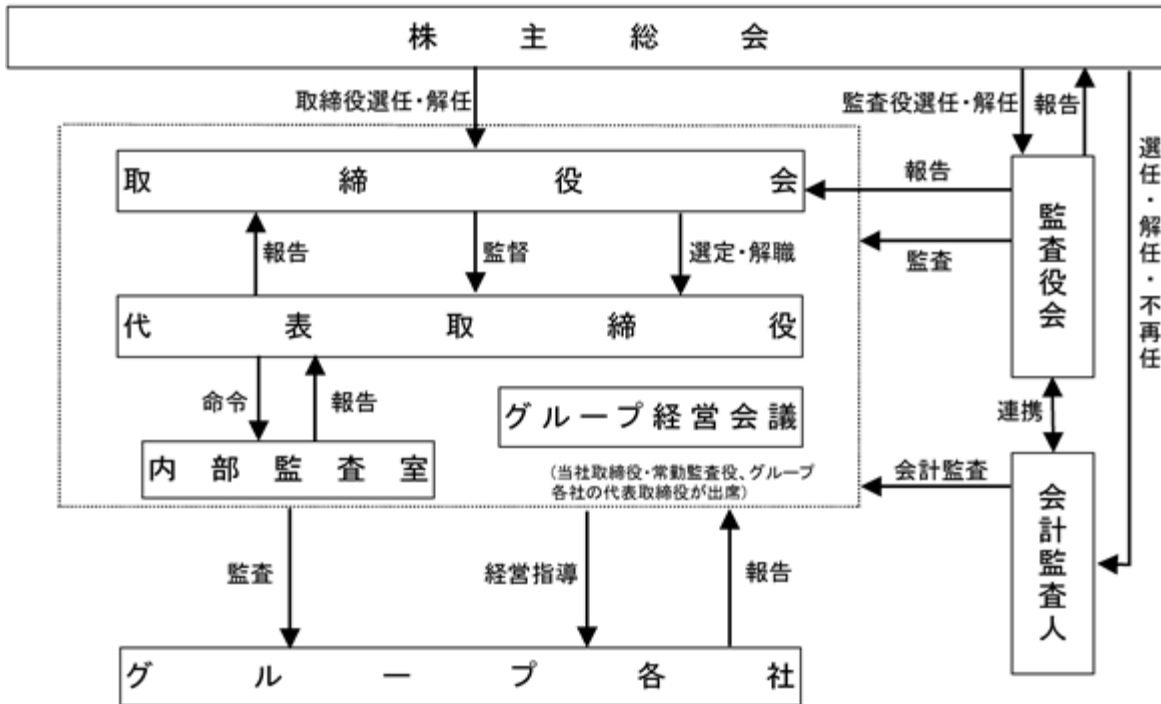 株主総会
取締役選任・解任
監査役選任・解任
報告
選任・解任・不再任
取締役会
報告
監査
監査役会
報告
監督
選定・解職
代表取締役
命令
報告
グループ経営会議
(当社取締役・常勤監査役、グループ
各社の代表取締役が出席)
内部監査室
連携
会計監査
会計監査人
監査
経営指導
報告
グループ各社